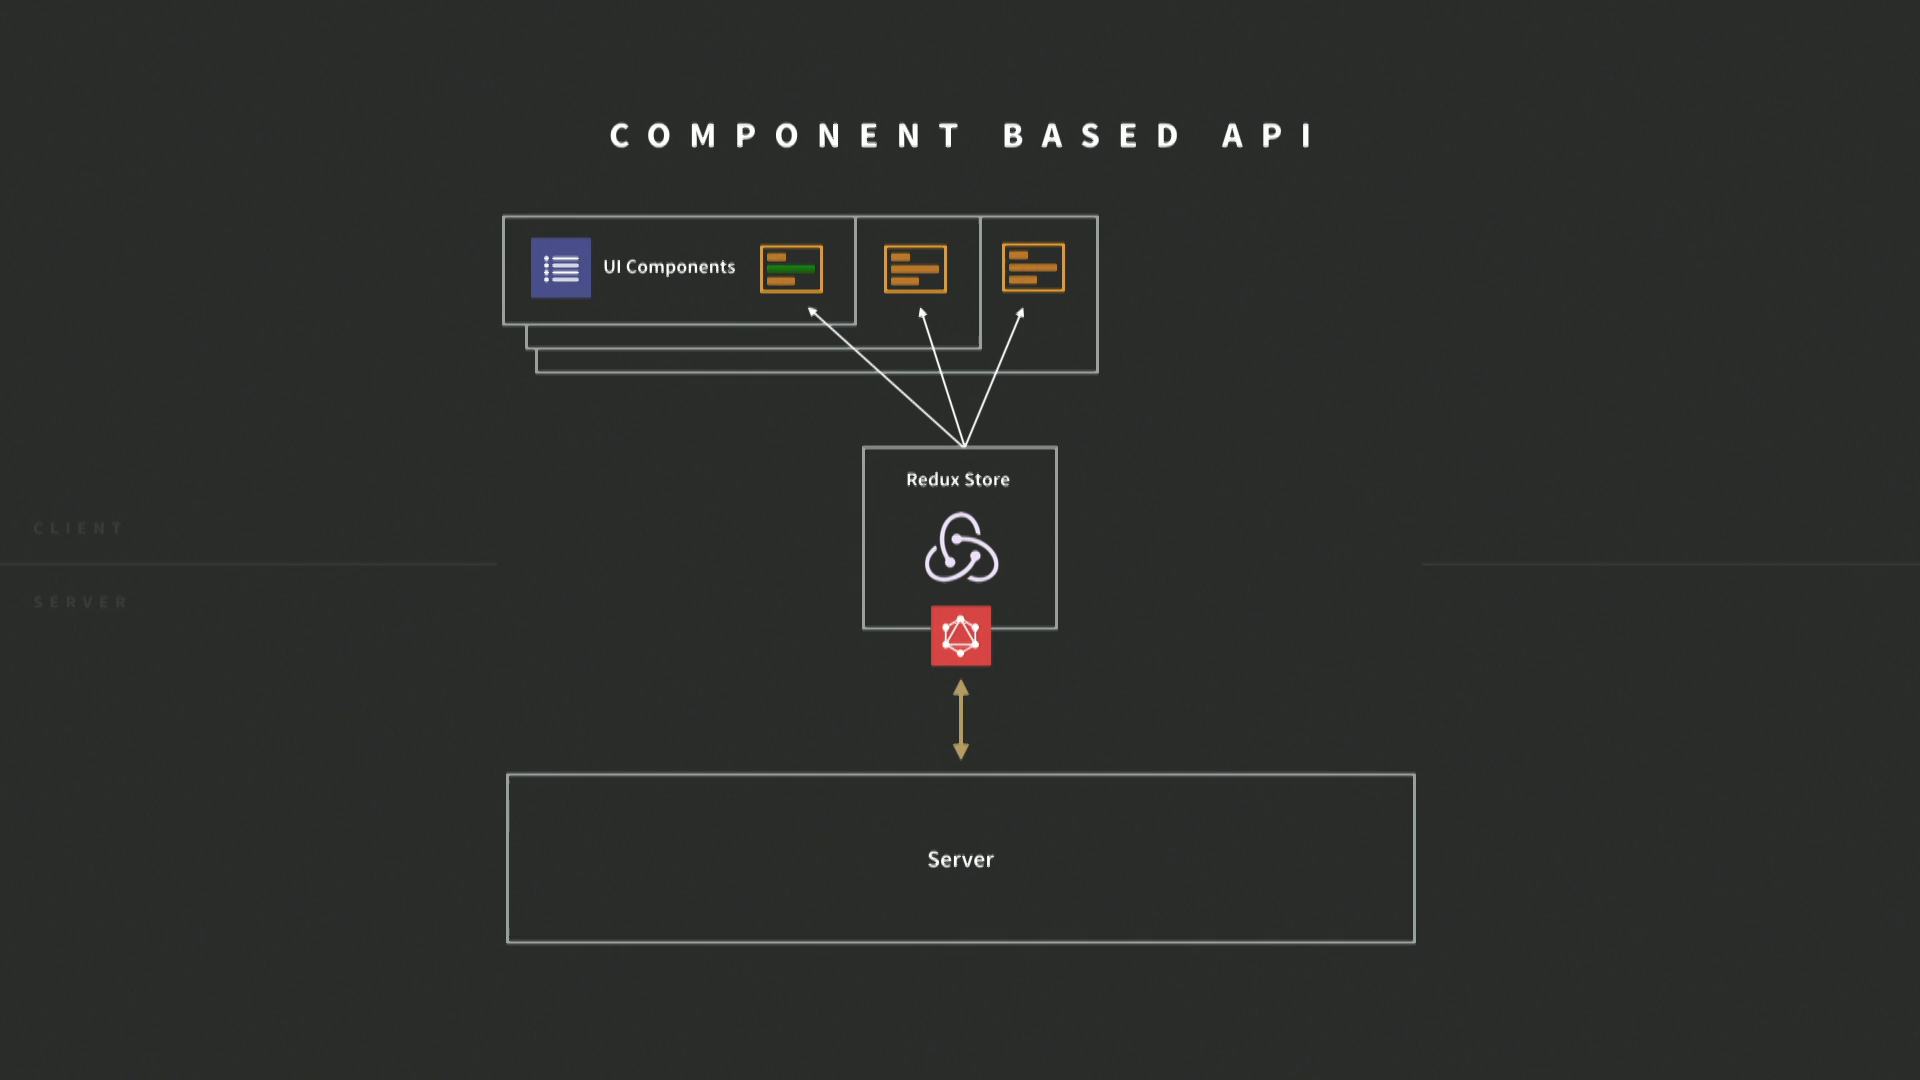 COMPONENT BASED API
UI Components
Redux Store
CLIENT
SERVER
Server